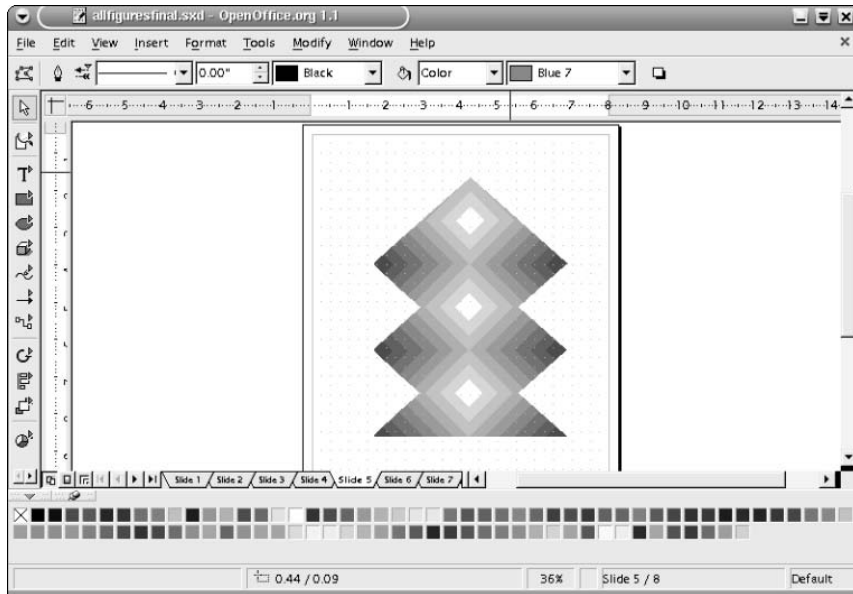 allfiguresfinal.sxd - OpenOffice.org 1.1
File Edit View Insert Format Tools Modify Window Help
0.00" Black Color Blue 7
6 5 4 3 2 1 1 2 3 4 5 6 7 8 9 10 11 12 13 14
Slide 1 Slide 2 Slide 3 Slide 4 Slide 5 Slide 6 Slide 7
0.44 / 0.09 36% Slide 5 / 8 Default